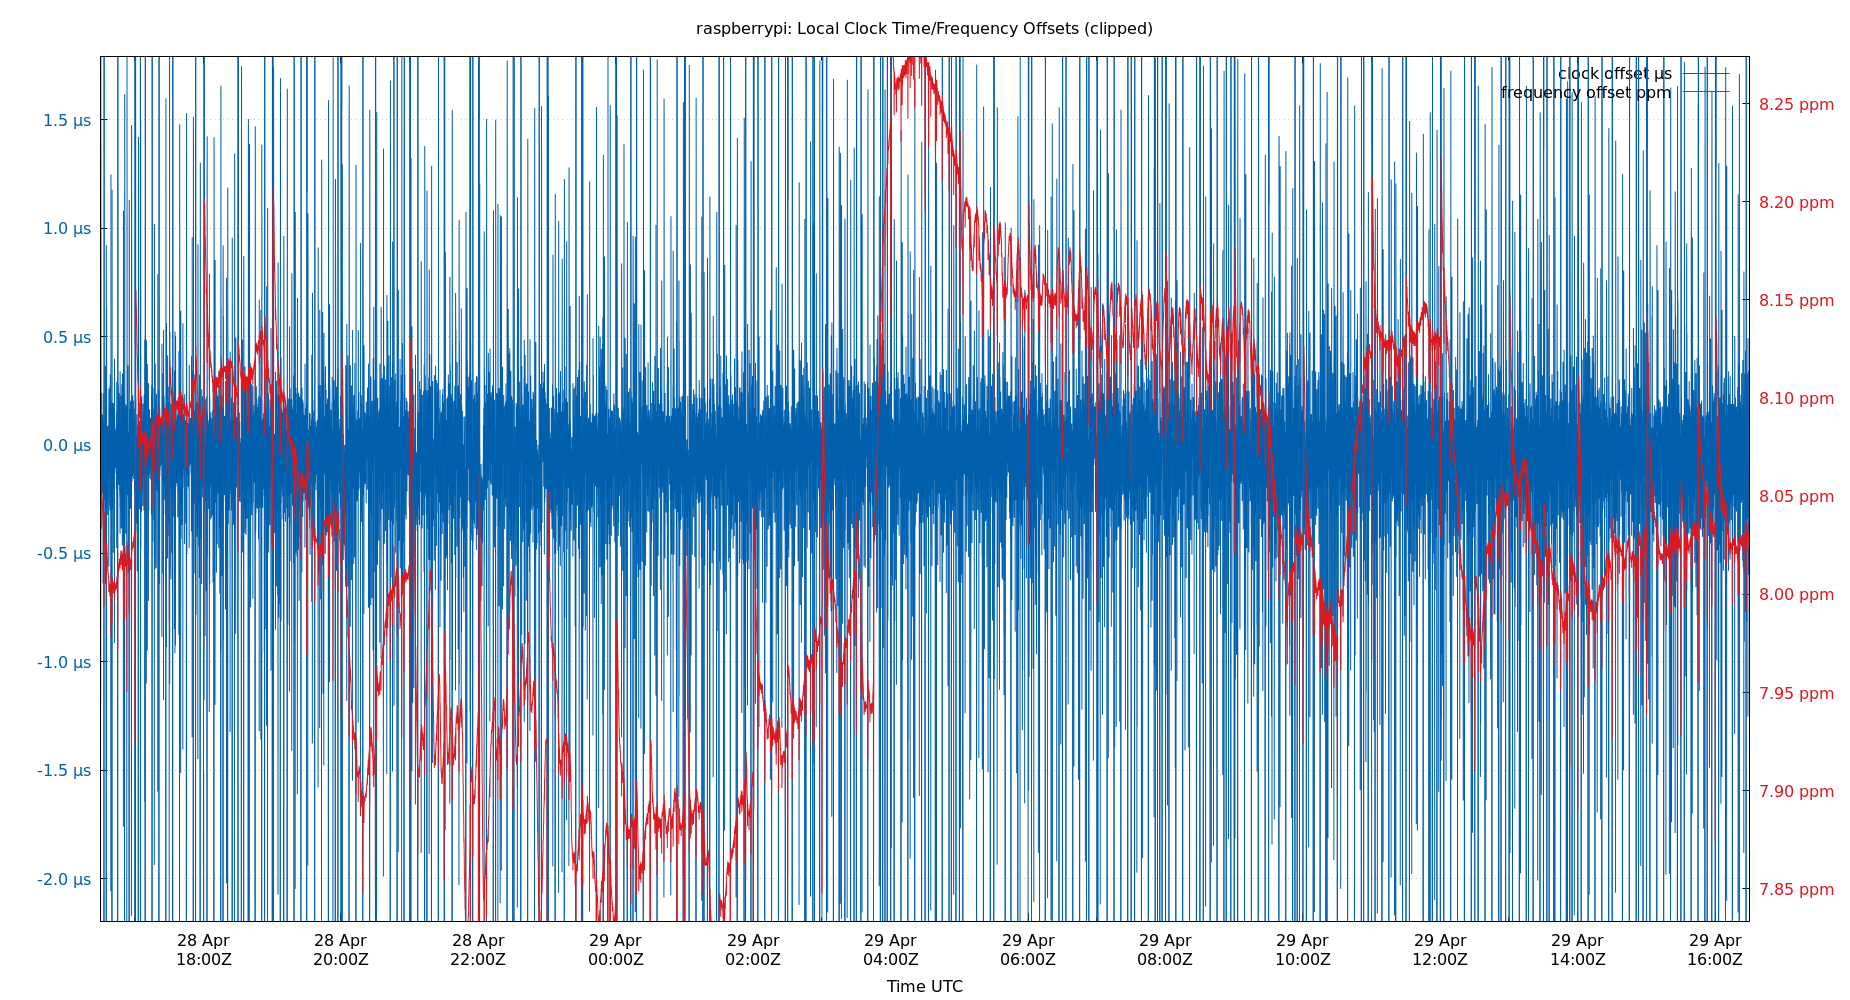 raspberrypi: Local Clock Time/Frequency Offsets (clipped)
clock offset µs
frequency offset ppm
1.5 µs
1.0 µs
0.5 µs
0.0 µs
-0.5 µs
-1.0 µs
-1.5 µs
-2.0 µs
8.25 ppm
8.20 ppm
8.15 ppm
8.10 ppm
8.05 ppm
8.00 ppm
7.95 ppm
7.90 ppm
7.85 ppm
28 Apr 28 Apr 28 Apr 29 Apr 29 Apr 29 Apr 29 Apr 29 Apr 29 Apr 29 Apr 29 Apr 29 Apr
18:00Z 20:00Z 22:00Z 00:00Z 02:00Z 04:00Z 06:00Z 08:00Z 10:00Z 12:00Z 14:00Z 16:00Z
Time UTC